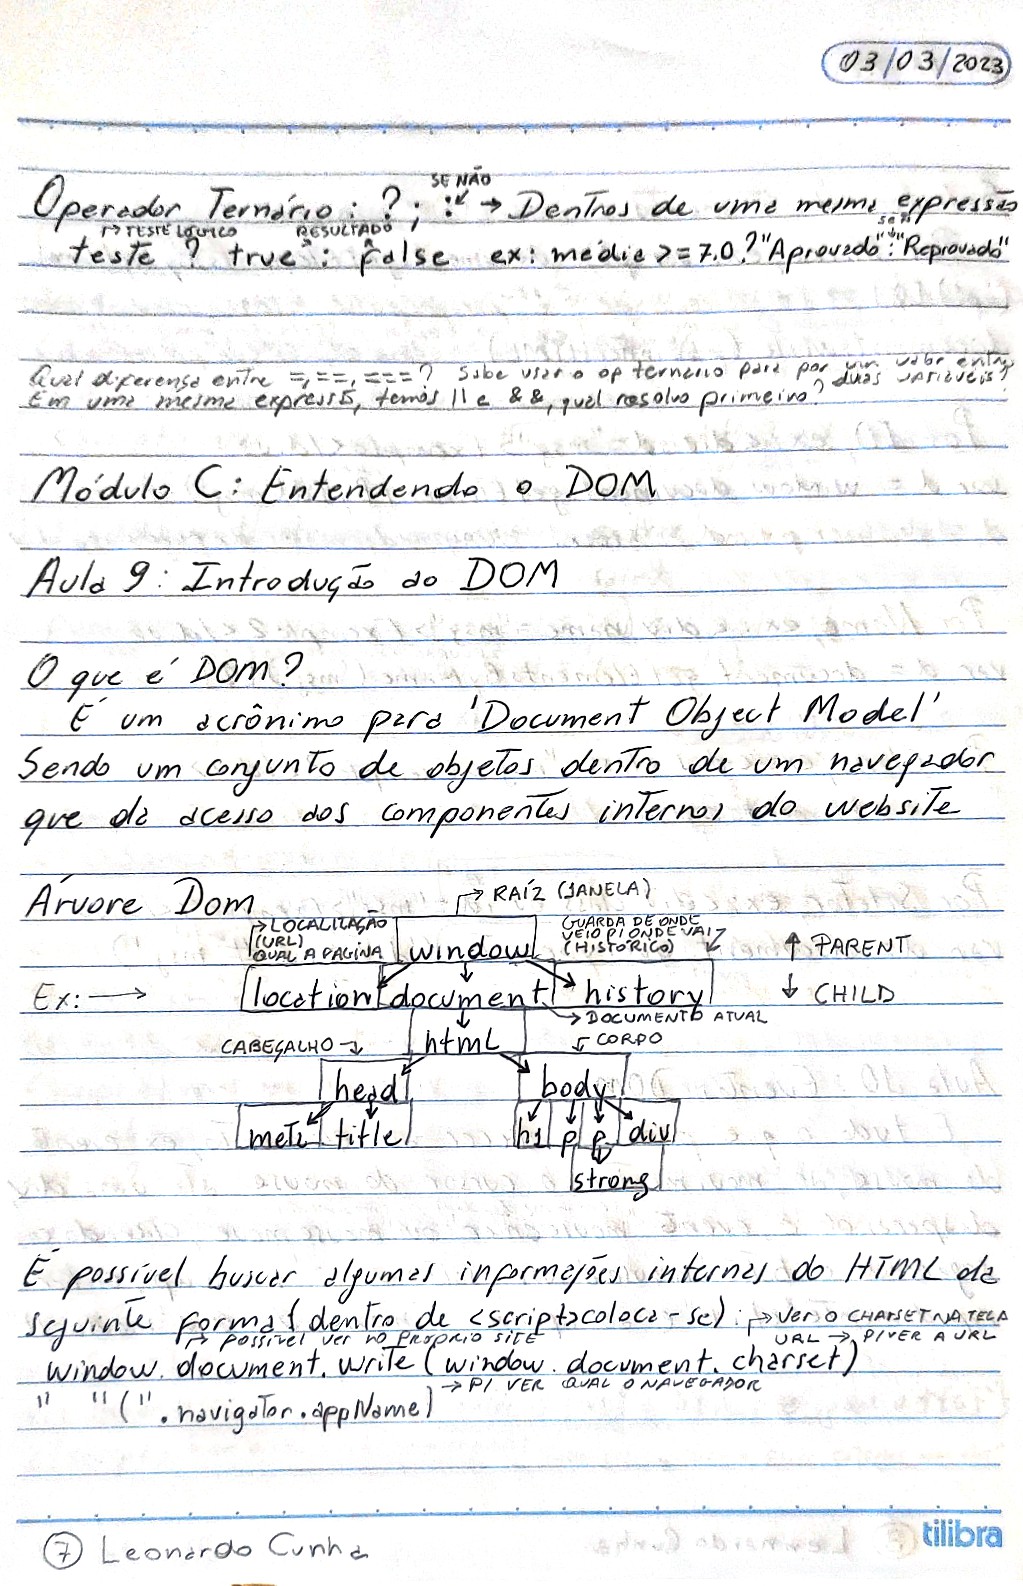 03/03/2023
SE NÃO
Operador Ternário: ? ; : → Dentros de uma mesma expressão
↱ TESTE LÓGICO RESULTADO
teste ? true : false ex: média >= 7.0 ? "Aprovado" : "Reprovado"
Qual diferença entre =, ==, ===? Sabe usar o op ternário para por um valor entre duas variáveis?
Em uma mesma expressão, temos || e &&, qual resolvo primeiro?
Módulo C: Entendendo o DOM
Aula 9: Introdução ao DOM
O que é DOM?
É um acrônimo para 'Document Object Model'
Sendo um conjunto de objetos dentro de um navegador
que da acesso aos componentes internos do website
Árvore Dom
↱ RAÍZ (JANELA)
↱ LOCALIZAÇÃO
(URL)
QUAL A PAGINA
window
GUARDA DE ONDE
VEIO P/ ONDE VAI
(HISTÓRICO)
↑ PARENT
Ex: → location document history
↓ CHILD
→ DOCUMENTO ATUAL
CABEÇALHO html CORPO
head body
meta title h1 p p div
strong
É possível buscar algumas informações internas do HTML da
seguinte forma (dentro de <script> coloca-se): ↱ Ver o CHARSET NA TELA
↱ POSSÍVEL VER NO PRÓPRIO SITE URL → P/ VER A URL
window.document.write(window.document.charset)
→ P/ VER QUAL O NAVEGADOR
" " (".navigator.appName)
7 Leonardo Cunha
tilibra